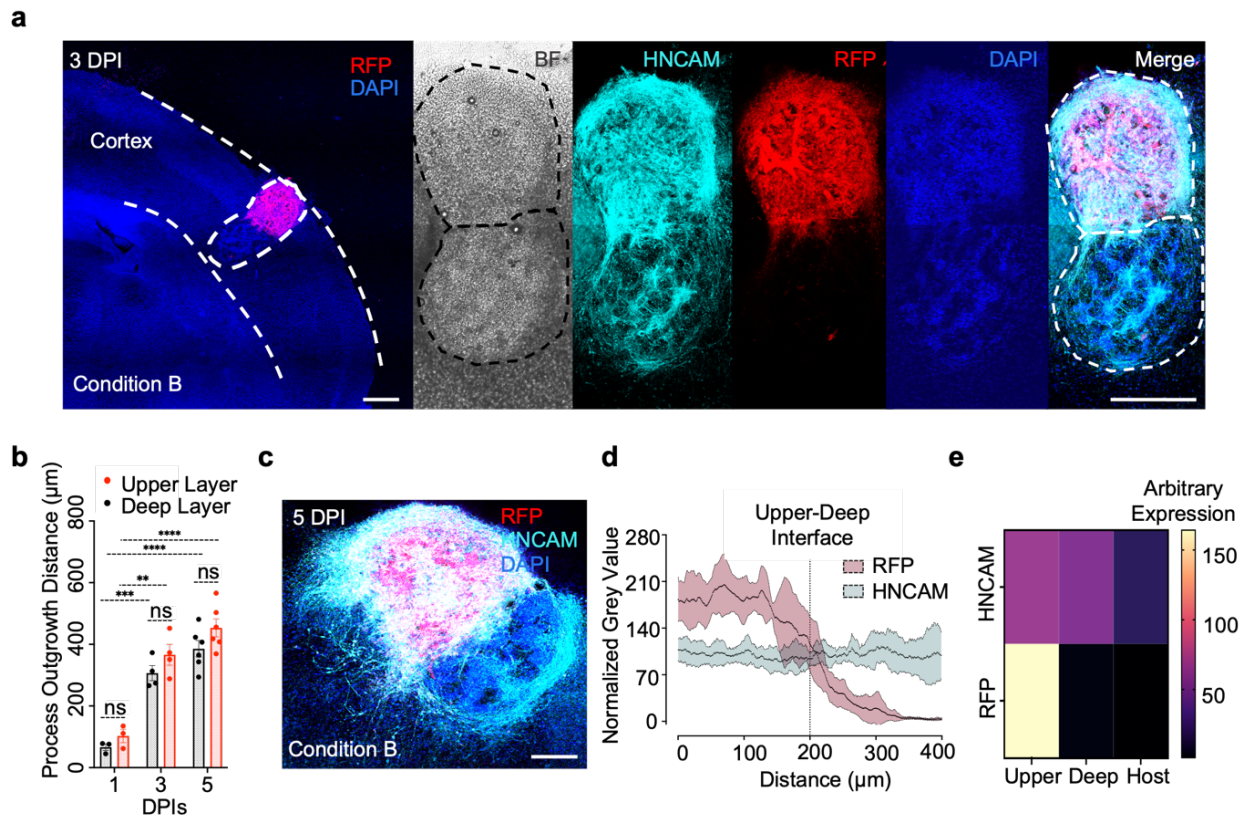 a
3 DPI
RFP
DAPI
Cortex
Condition B
BF
HNCAM
RFP
DAPI
Merge
b
Process Outgrowth Distance (µm)
Upper Layer
Deep Layer
800
600
400
200
0
ns
***
**
ns
****
****
ns
1 3 5
DPIs
c
5 DPI
RFP
HNCAM
DAPI
Condition B
d
Upper-Deep
Interface
RFP
HNCAM
Normalized Grey Value
280
210
140
70
0
0 100 200 300 400
Distance (µm)
e
Arbitrary
Expression
HNCAM
RFP
150
100
50
Upper Deep Host